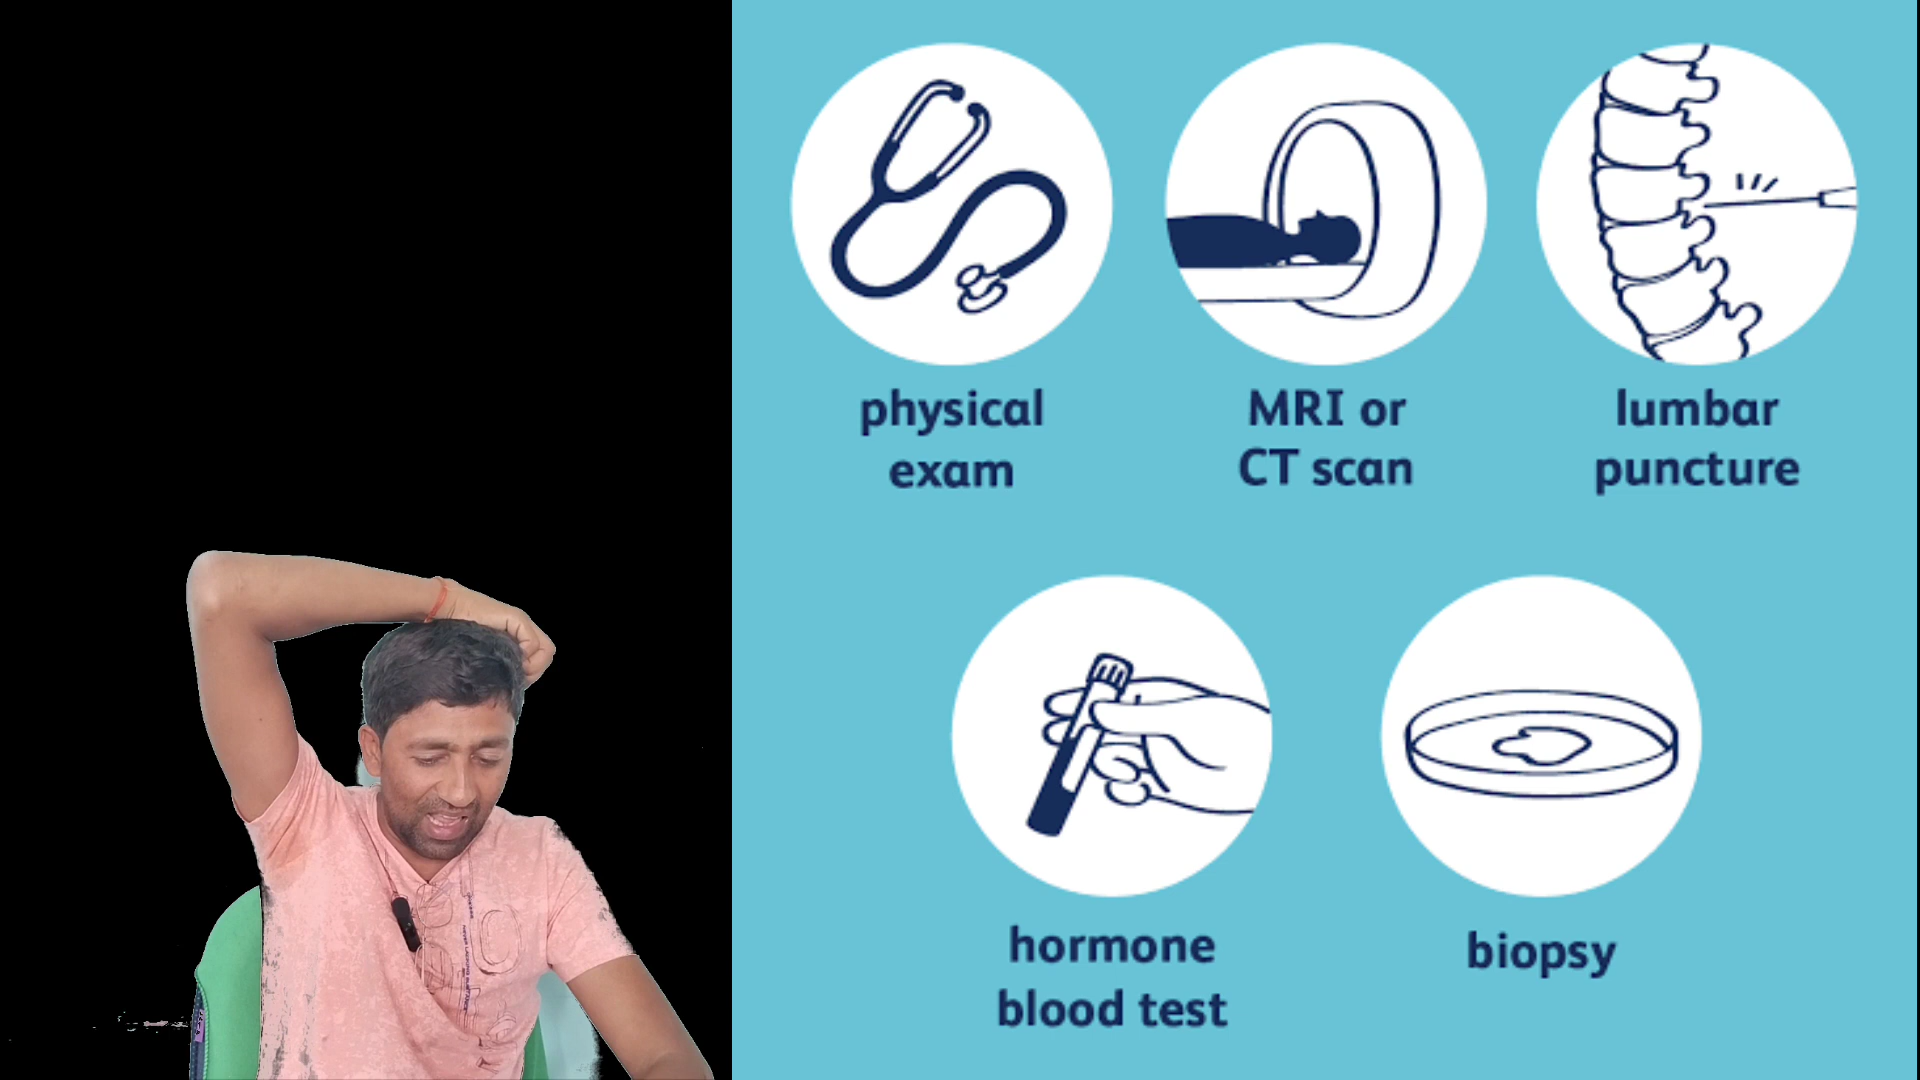 physical
exam
MRI or
CT scan
lumbar
puncture
hormone
blood test
biopsy